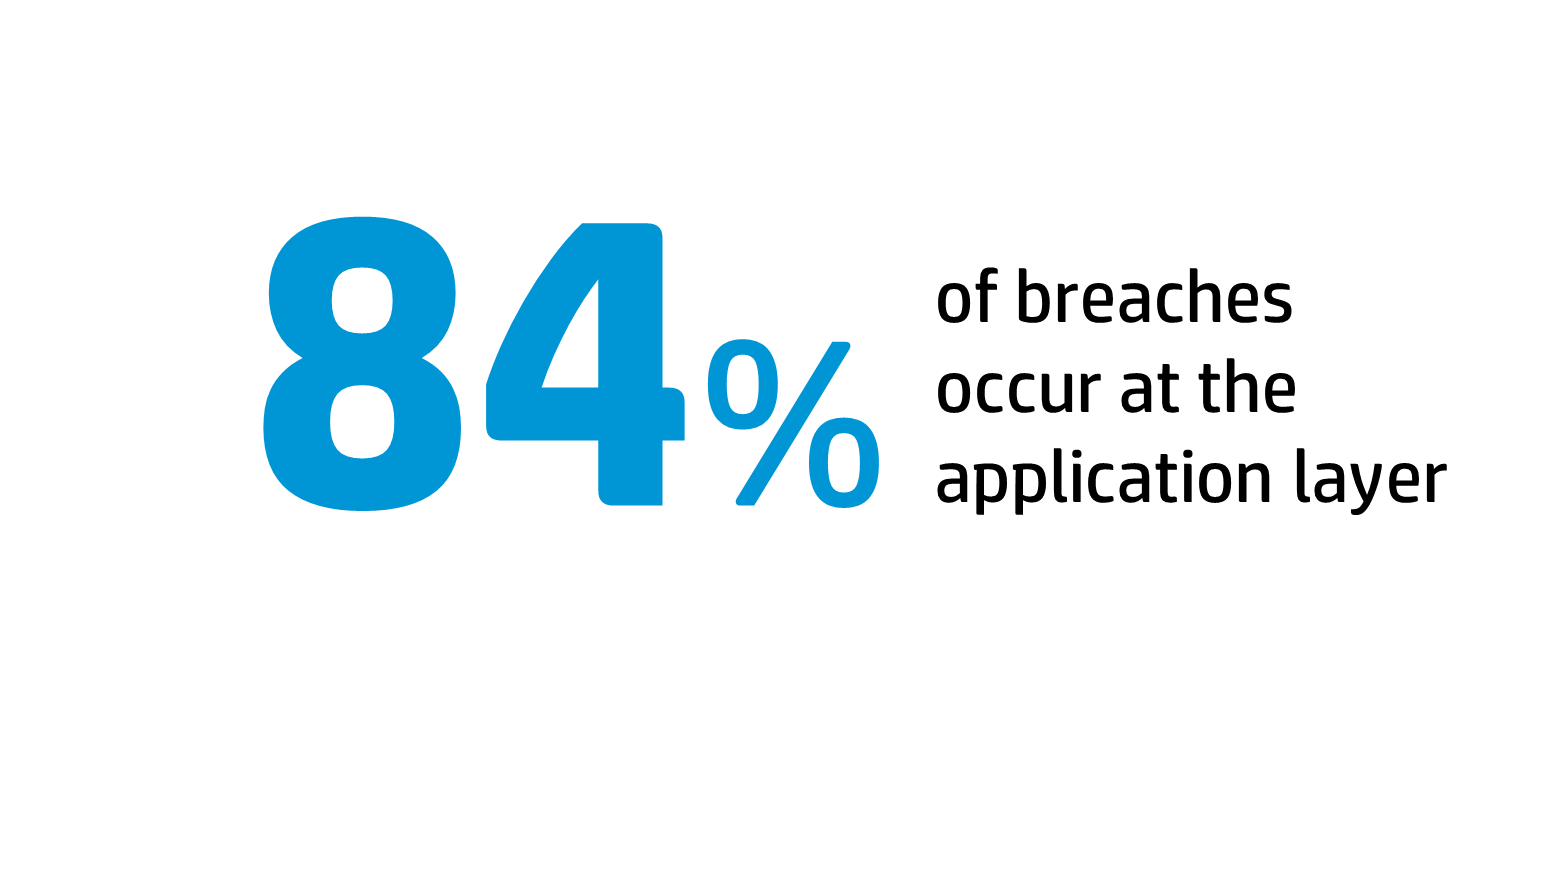 84%
of breaches
occur at the
application layer